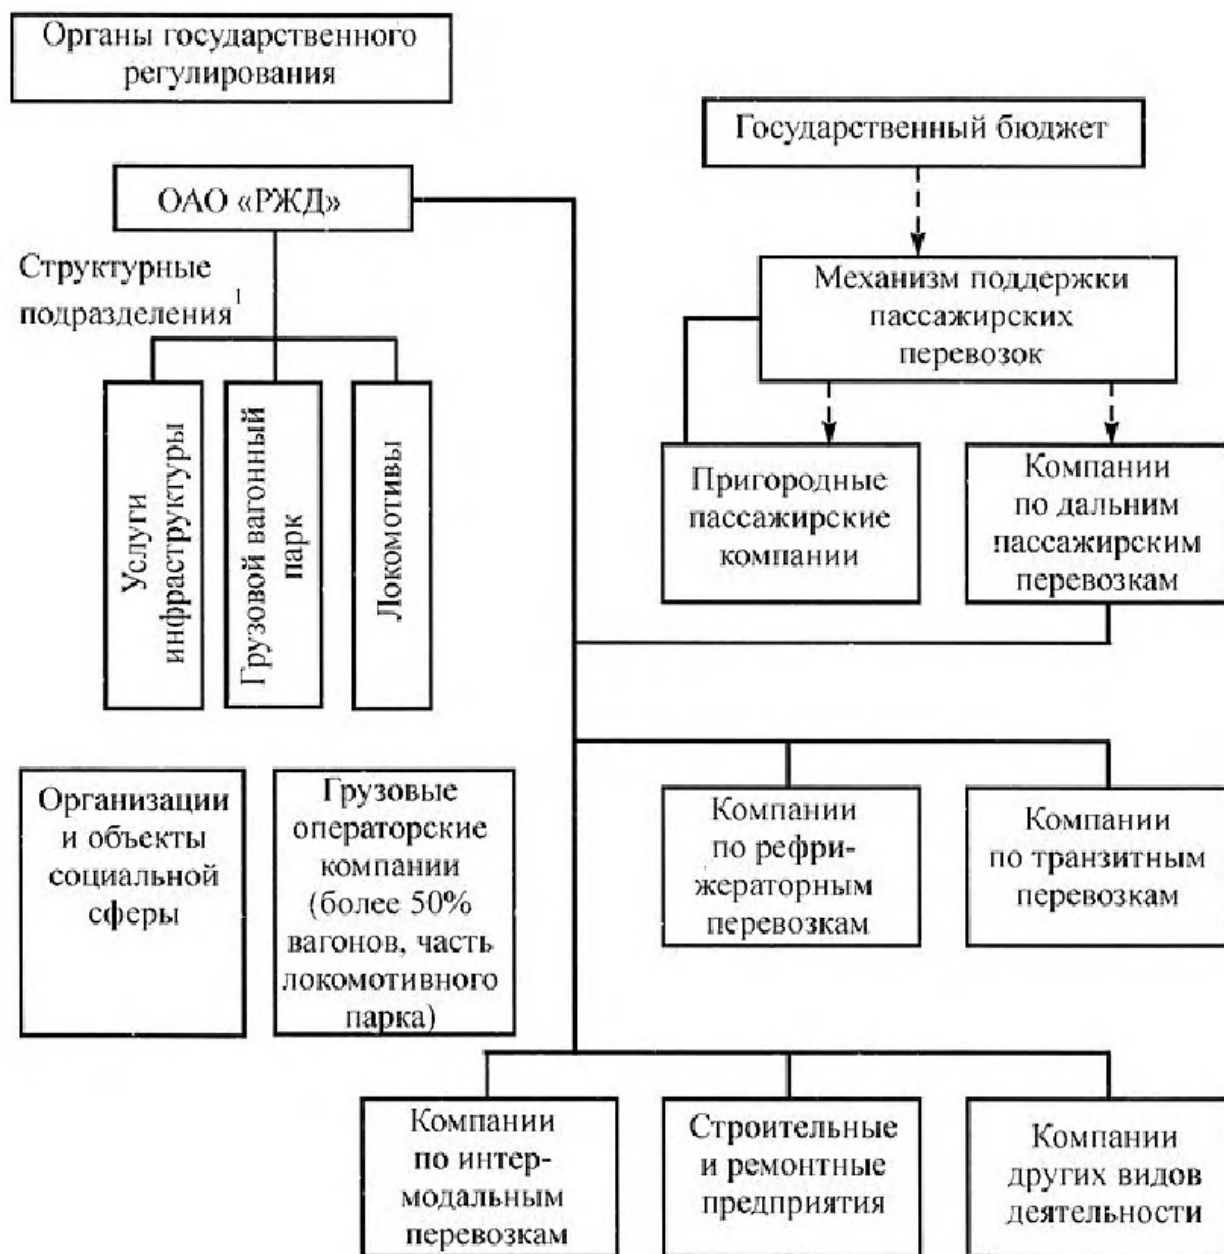 Органы государственного
регулирования
Государственный бюджет
ОАО «РЖД»
Структурные
подразделения1
Механизм поддержки
пассажирских
перевозок
Услуги
инфраструктуры
Грузовой вагонный
парк
Локомотивы
Пригородные
пассажирские
компании
Компании
по дальним
пассажирским
перевозкам
Организации
и объекты
социальной
сферы
Грузовые
операторские
компании
(более 50%
вагонов, часть
локомотивного
парка)
Компании
по рефри-
жераторным
перевозкам
Компании
по транзитным
перевозкам
Компании
по интер-
модальным
перевозкам
Строительные
и ремонтные
предприятия
Компании
других видов
деятельности